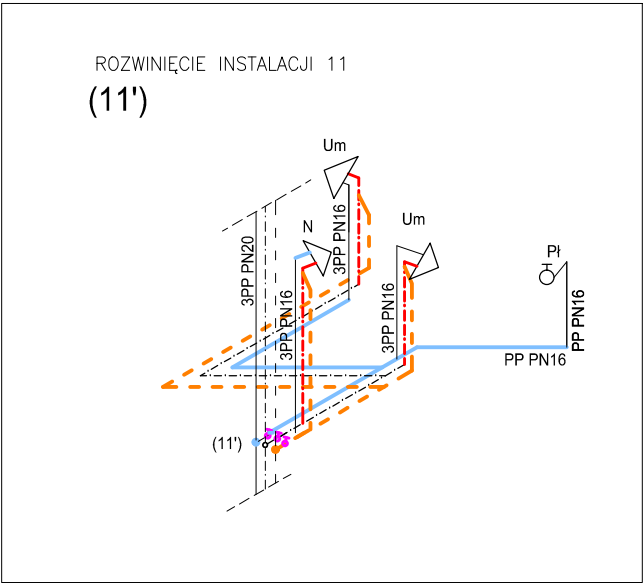 ROZWINIĘCIE INSTALACJI 11
(11')
Um
N
Um
Pł
3PP PN20
3PP PN16
3PP PN16
3PP PN16
PP PN16
PP PN16
(11')